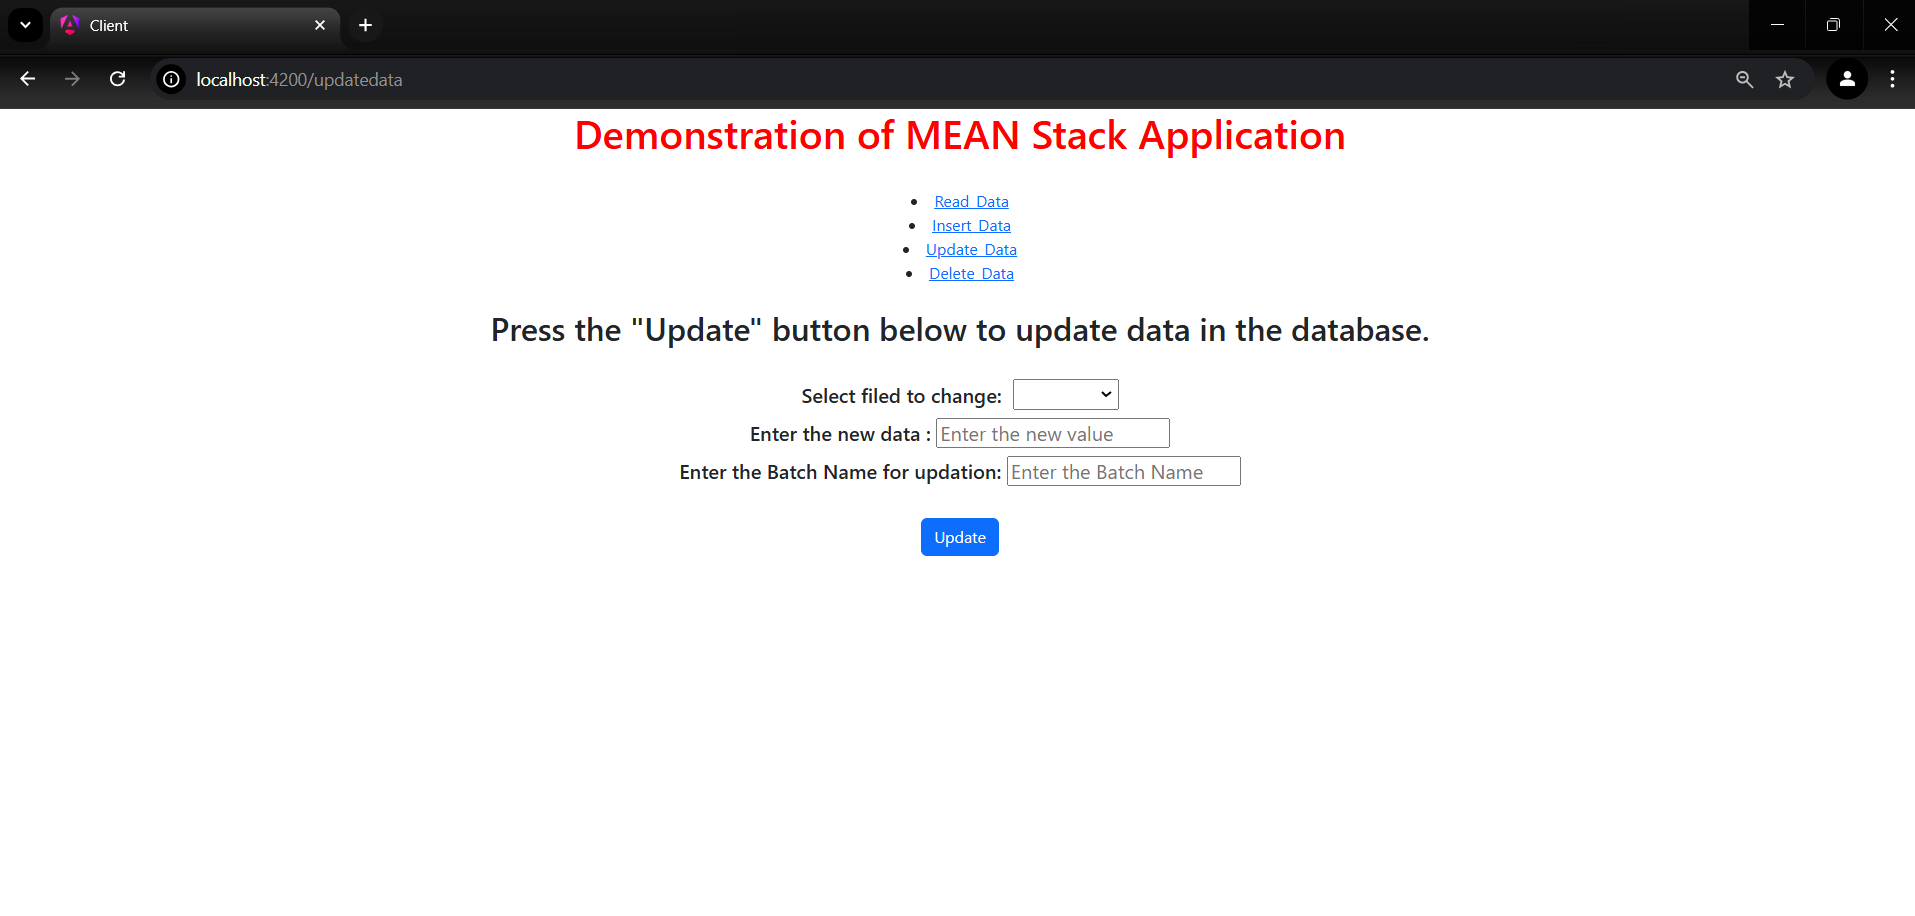 Client
localhost:4200/updatedata
Demonstration of MEAN Stack Application
Read Data
Insert Data
Update Data
Delete Data
Press the "Update" button below to update data in the database.
Select filed to change:
Enter the new data : Enter the new value
Enter the Batch Name for updation: Enter the Batch Name
Update